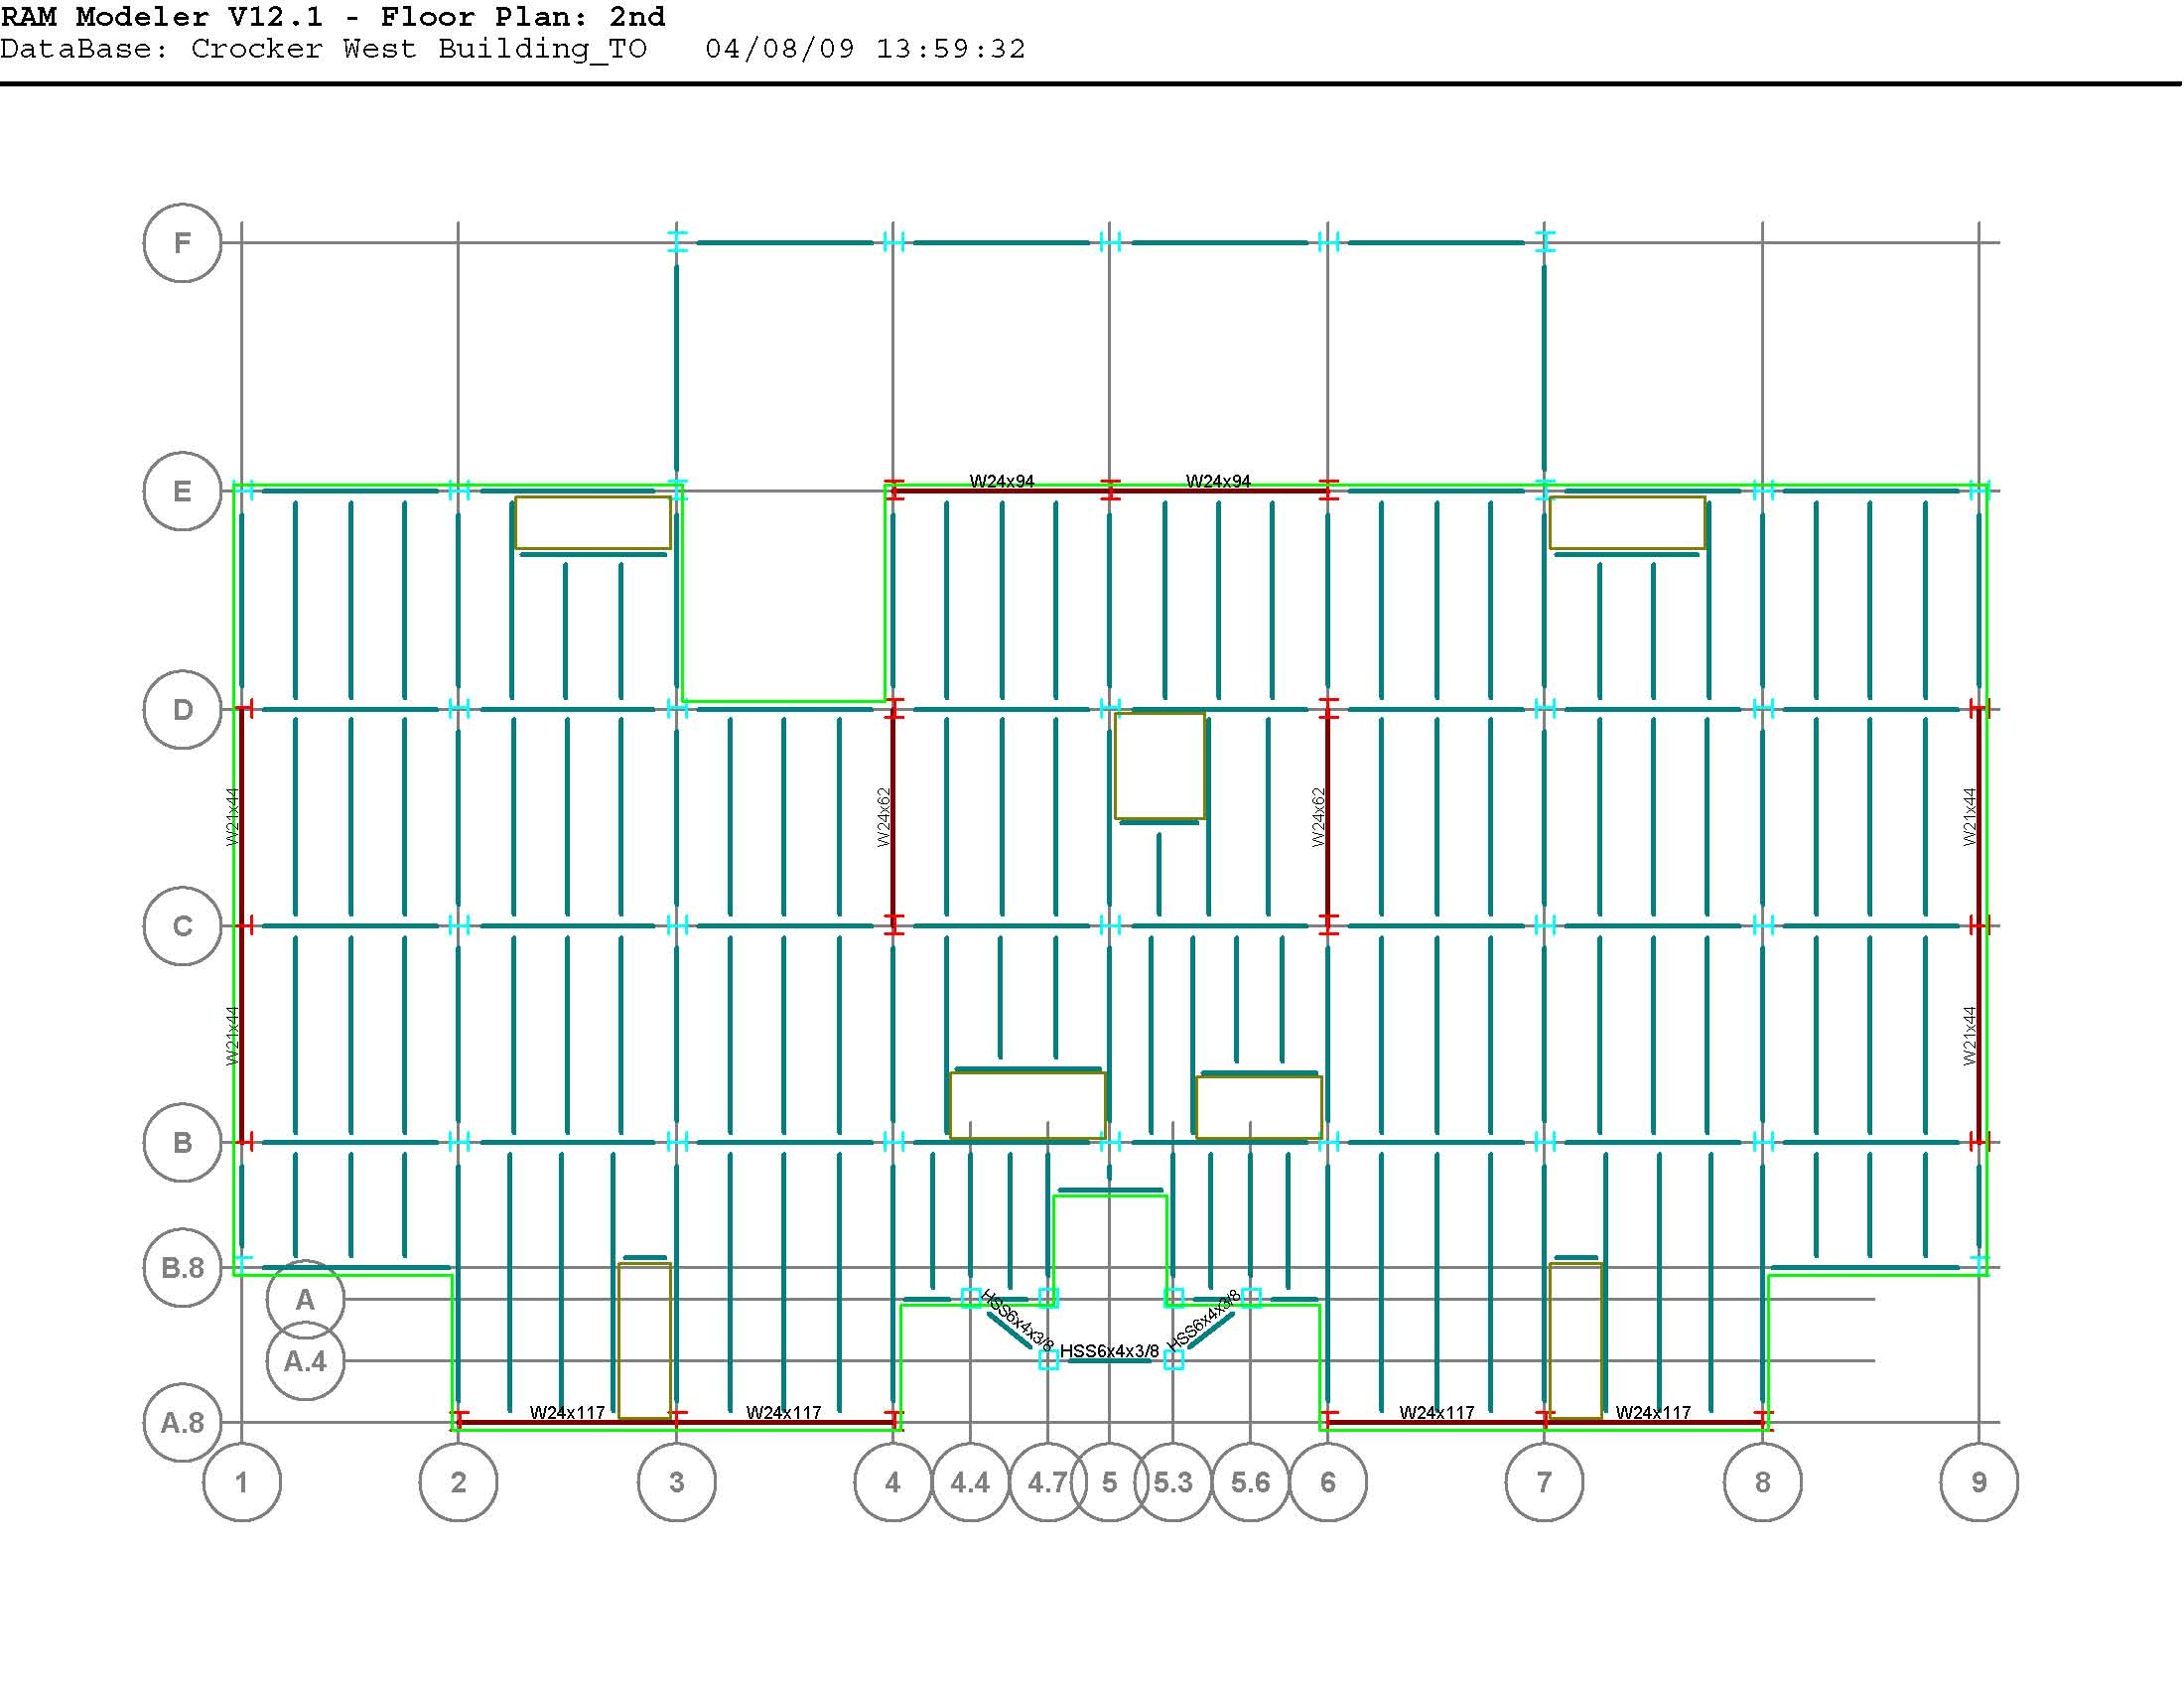 RAM Modeler V12.1 - Floor Plan: 2nd
DataBase: Crocker West Building_TO 04/08/09 13:59:32
F
E
W24x94 W24x94
D
W21x44 W24x62 W24x62 W21x44
C
W21x44 W21x44
B
B.8
A
HSS6x4x3/8 HSS6x4x3/8
A.4
HSS6x4x3/8
A.8
W24x117 W24x117 W24x117 W24x117
1 2 3 4 4.4 4.7 5 5.3 5.6 6 7 8 9